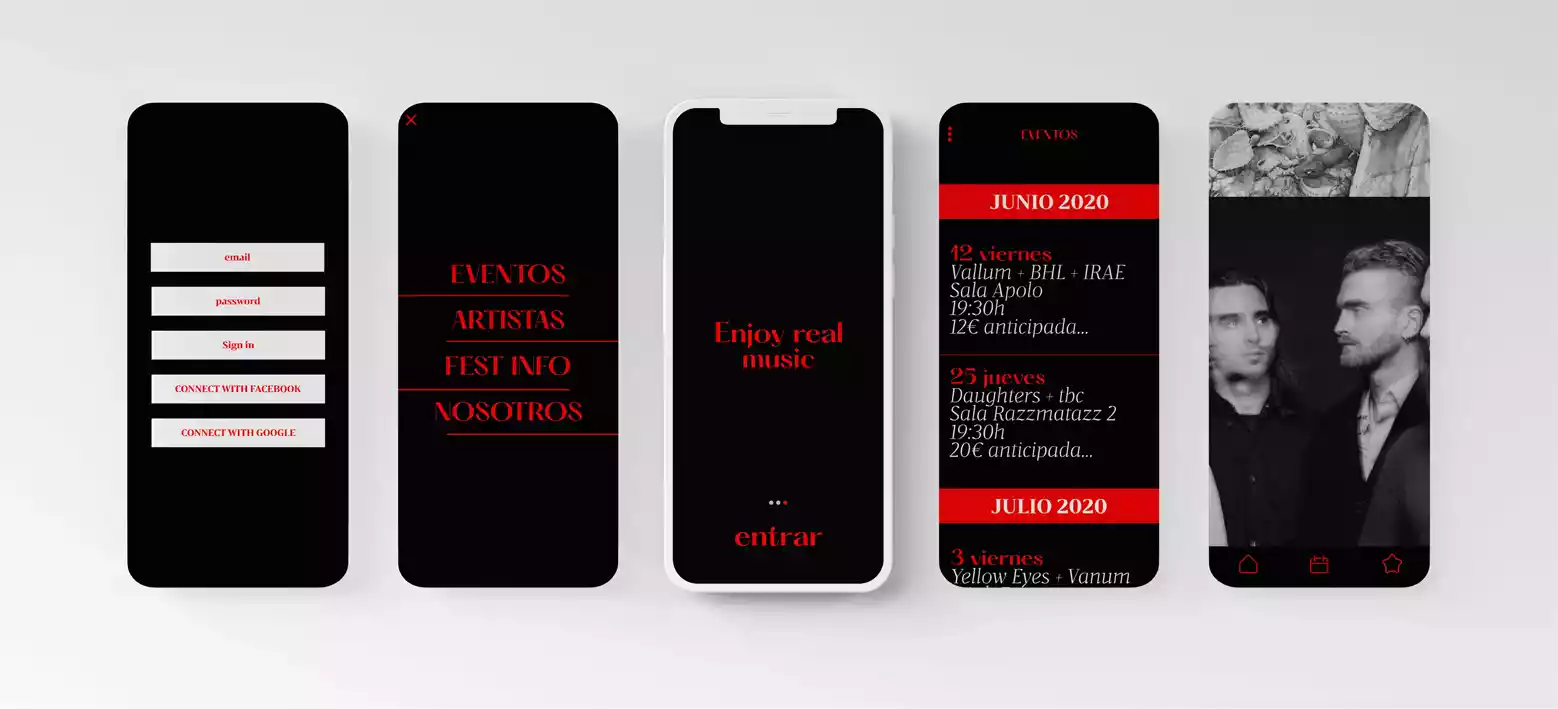 email
password
Sign in
CONNECT WITH FACEBOOK
CONNECT WITH GOOGLE
EVENTOS
ARTISTAS
FEST INFO
NOSOTROS
Enjoy real
music
entrar
EVENTOS
JUNIO 2020
12 viernes
Vallum + BHL + IRAE
Sala Apolo
19:30h
12€ anticipada...
25 jueves
Daughters + tbc
Sala Razzmatazz 2
19:30h
20€ anticipada...
JULIO 2020
3 viernes
Yellow Eyes + Vanum